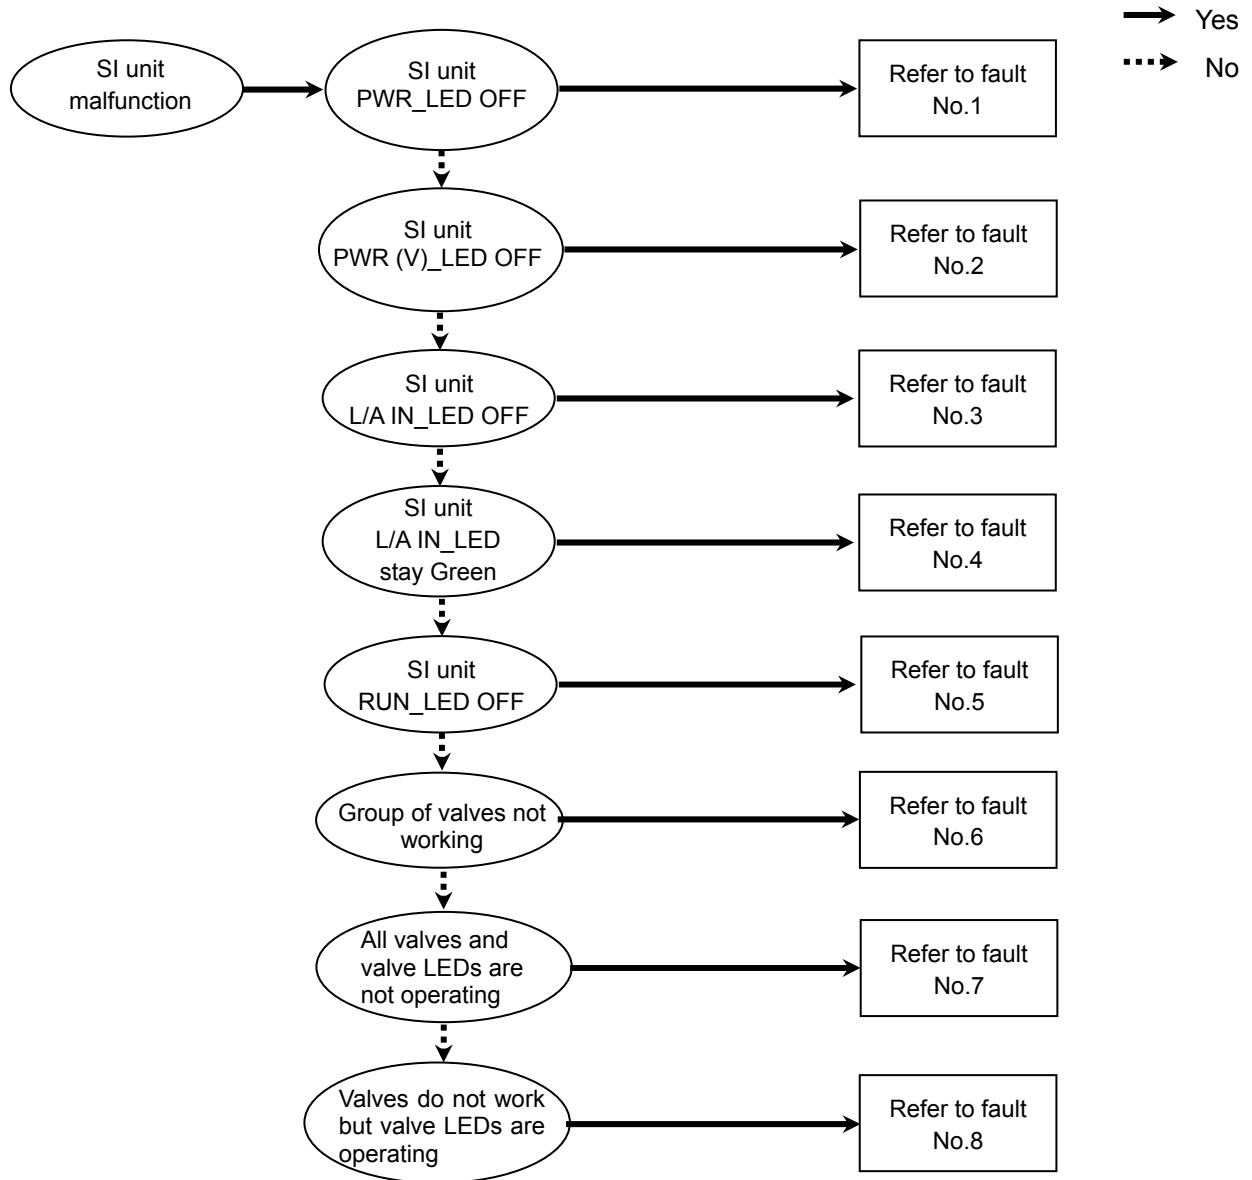 Yes
No
SI unit
malfunction
SI unit
PWR_LED OFF
Refer to fault
No.1
SI unit
PWR (V)_LED OFF
Refer to fault
No.2
SI unit
L/A IN_LED OFF
Refer to fault
No.3
SI unit
L/A IN_LED
stay Green
Refer to fault
No.4
SI unit
RUN_LED OFF
Refer to fault
No.5
Group of valves not
working
Refer to fault
No.6
All valves and
valve LEDs are
not operating
Refer to fault
No.7
Valves do not work
but valve LEDs are
operating
Refer to fault
No.8